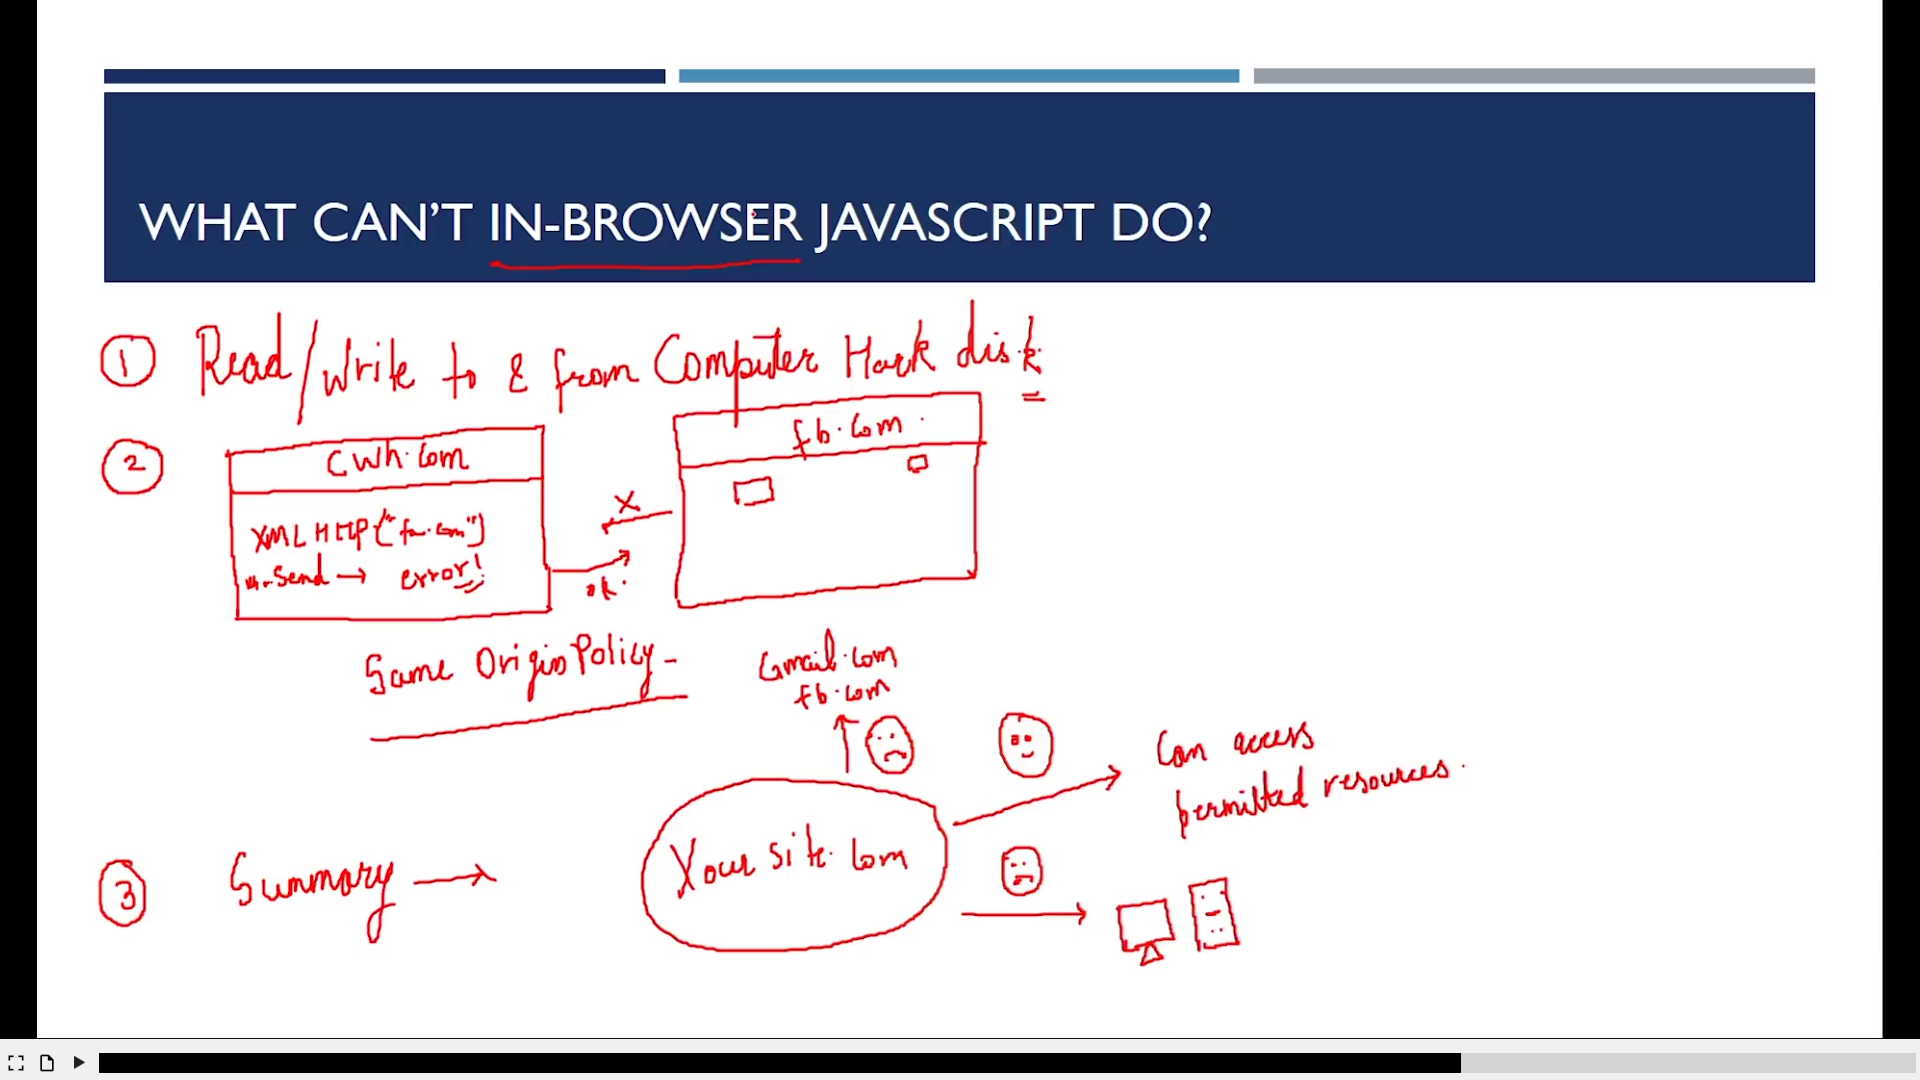 WHAT CAN'T IN-BROWSER JAVASCRIPT DO?
1 Read/Write to & from Computer Hard disk
2
cwh.com
XMLHTTP("fb.com")
send → error!
X
ok.
fb.com
Same Origin Policy
Gmail.com
fb.com
Can access
permitted resources.
3 Summary →
Your site.com